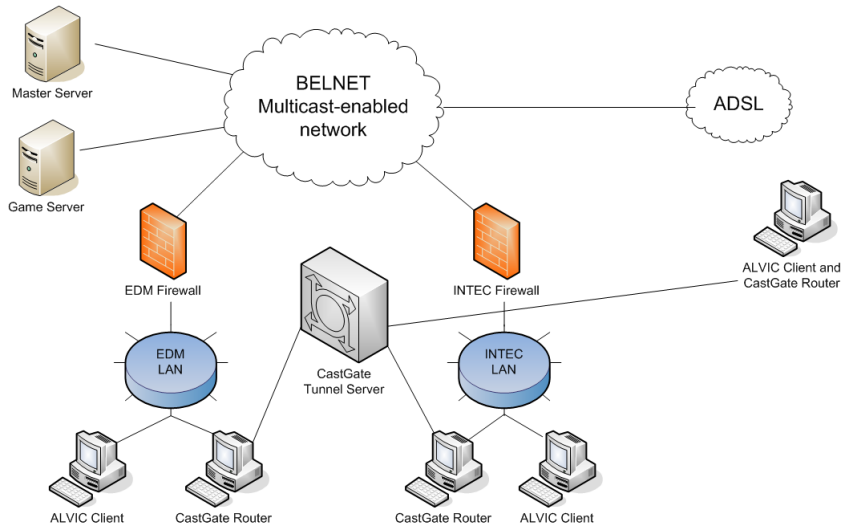 BELNET
Multicast-enabled
network
ADSL
Master Server
Game Server
ALVIC Client and
CastGate Router
EDM Firewall
INTEC Firewall
EDM
LAN
CastGate
Tunnel Server
INTEC
LAN
ALVIC Client
CastGate Router
CastGate Router
ALVIC Client